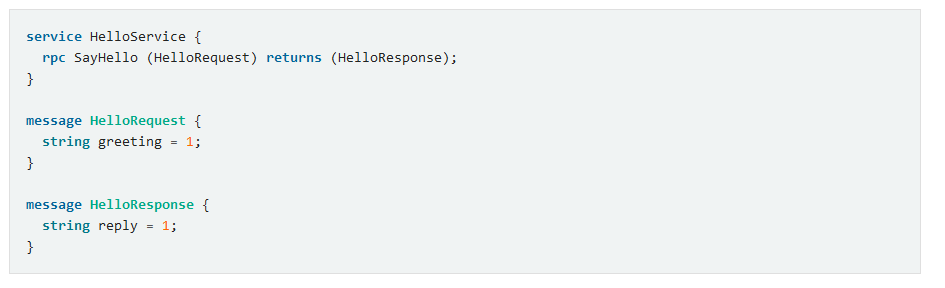 service HelloService {
  rpc SayHello (HelloRequest) returns (HelloResponse);
}

message HelloRequest {
  string greeting = 1;
}

message HelloResponse {
  string reply = 1;
}